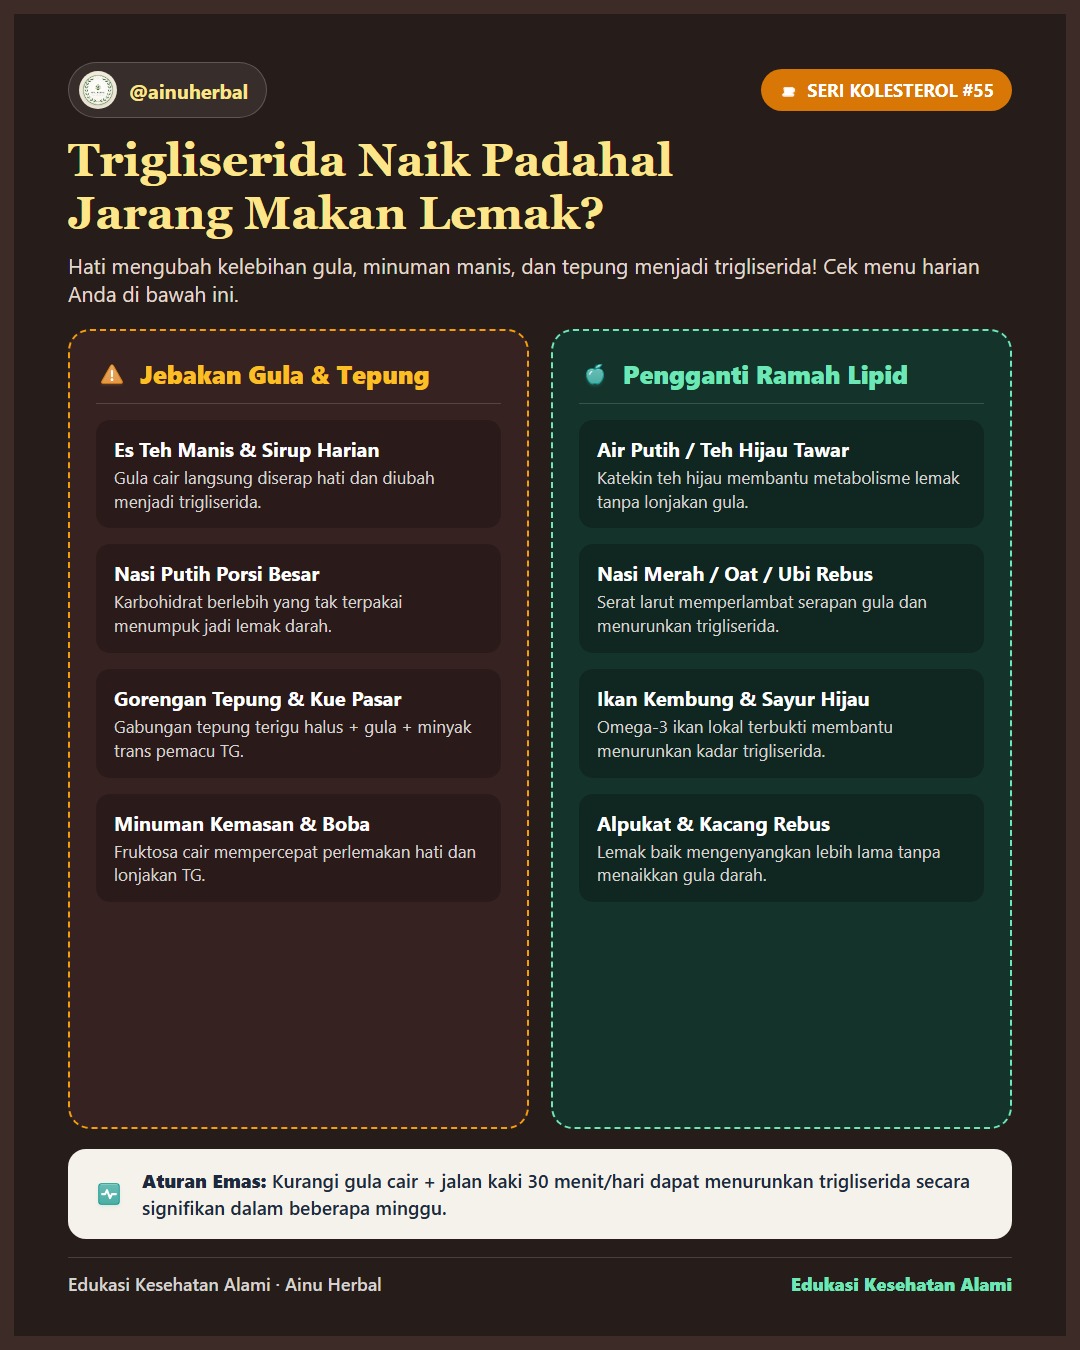 @ainuherbal
SERI KOLESTEROL #55
Trigliserida Naik Padahal
Jarang Makan Lemak?
Hati mengubah kelebihan gula, minuman manis, dan tepung menjadi trigliserida! Cek menu harian
Anda di bawah ini.
Jebakan Gula & Tepung
Es Teh Manis & Sirup Harian
Gula cair langsung diserap hati dan diubah
menjadi trigliserida.
Nasi Putih Porsi Besar
Karbohidrat berlebih yang tak terpakai
menumpuk jadi lemak darah.
Gorengan Tepung & Kue Pasar
Gabungan tepung terigu halus + gula + minyak
trans pemacu TG.
Minuman Kemasan & Boba
Fruktosa cair mempercepat perlemakan hati dan
lonjakan TG.
Pengganti Ramah Lipid
Air Putih / Teh Hijau Tawar
Katekin teh hijau membantu metabolisme lemak
tanpa lonjakan gula.
Nasi Merah / Oat / Ubi Rebus
Serat larut memperlambat serapan gula dan
menurunkan trigliserida.
Ikan Kembung & Sayur Hijau
Omega-3 ikan lokal terbukti membantu
menurunkan kadar trigliserida.
Alpukat & Kacang Rebus
Lemak baik mengenyangkan lebih lama tanpa
menaikkan gula darah.
Aturan Emas: Kurangi gula cair + jalan kaki 30 menit/hari dapat menurunkan trigliserida secara
signifikan dalam beberapa minggu.
Edukasi Kesehatan Alami · Ainu Herbal
Edukasi Kesehatan Alami